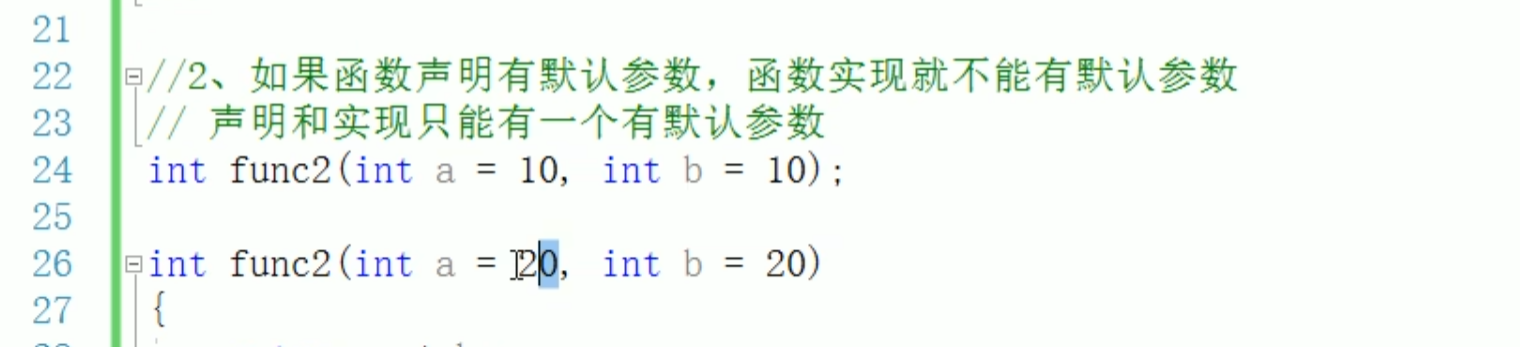 21
22 //2、如果函数声明有默认参数，函数实现就不能有默认参数
23 // 声明和实现只能有一个有默认参数
24 int func2(int a = 10, int b = 10);
25
26 int func2(int a = 20, int b = 20)
27 {